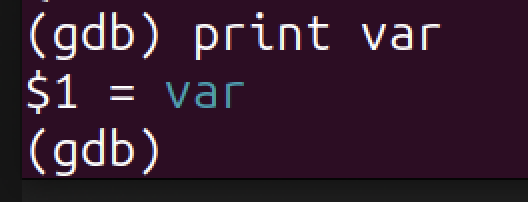 (gdb) print var
$1 = var
(gdb)